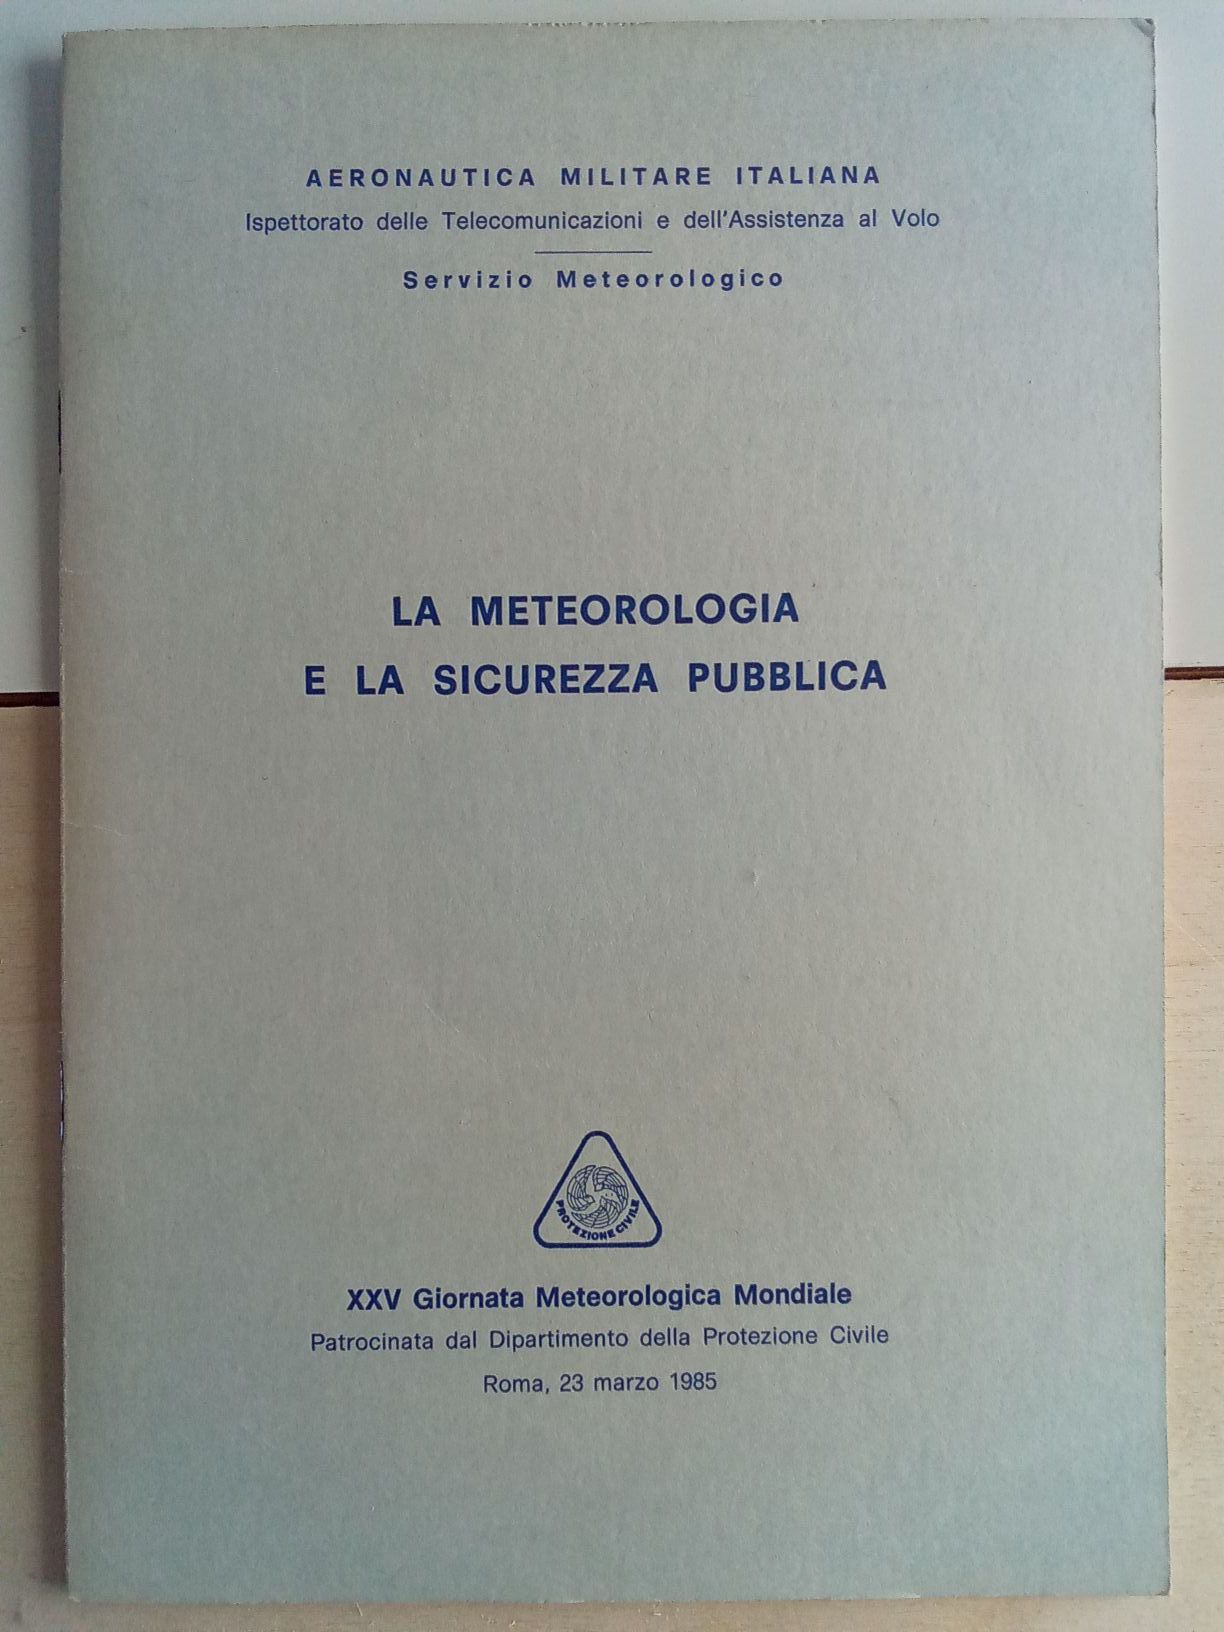 AERONAUTICA MILITARE ITALIANA
Ispettorato delle Telecomunicazioni e dell'Assistenza al Volo
Servizio Meteorologico
LA METEOROLOGIA
E LA SICUREZZA PUBBLICA
PROTEZIONE CIVILE
XXV Giornata Meteorologica Mondiale
Patrocinata dal Dipartimento della Protezione Civile
Roma, 23 marzo 1985